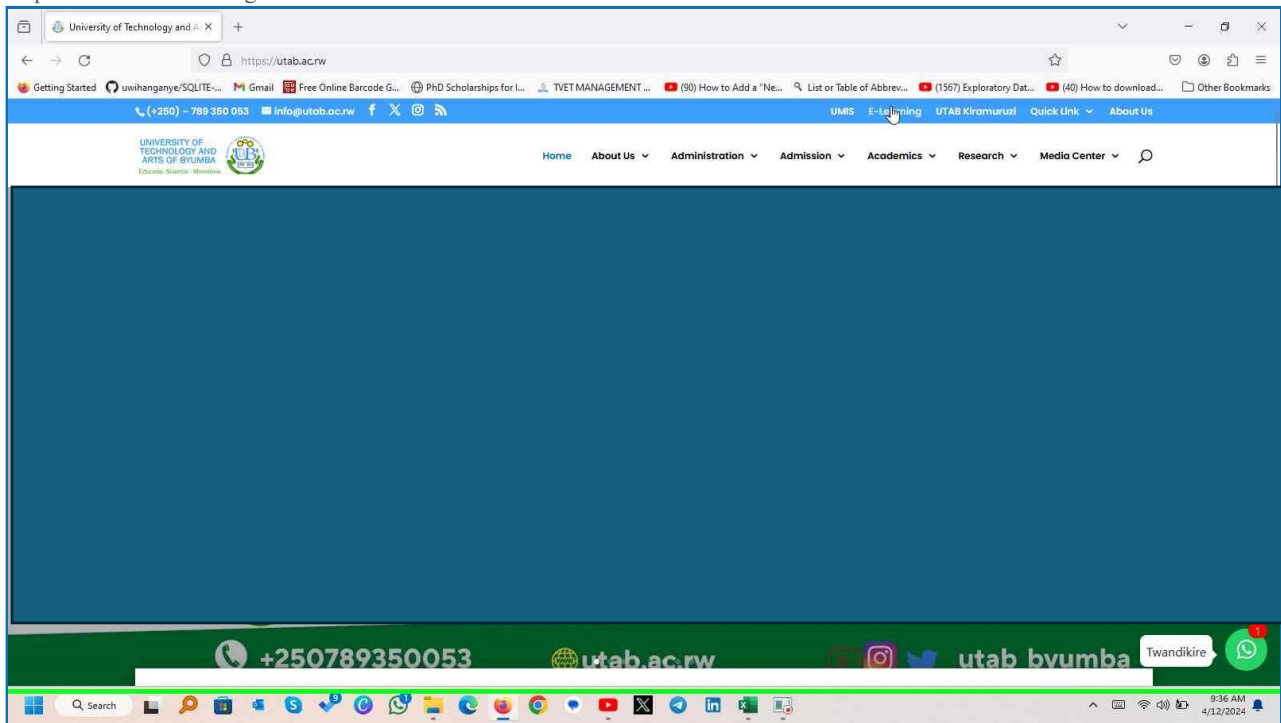 University of Technology and A
https://utab.ac.rw
Getting Started uwihanganye/SQLITE-... Gmail Free Online Barcode G... PhD Scholarships for I... TVET MANAGEMENT ... (90) How to Add a "Ne... List or Table of Abbrev... (1567) Exploratory Dat... (40) How to download... Other Bookmarks
(+250) – 789 350 053 info@utab.ac.rw UMIS E-Learning UTAB Kiramuruzi Quick Link About Us
UNIVERSITY OF
TECHNOLOGY AND
ARTS OF BYUMBA
Home About Us Administration Admission Academics Research Media Center
+250789350053 utab.ac.rw utab byumba
Twandikire
1
Search
9:36 AM
4/12/2024